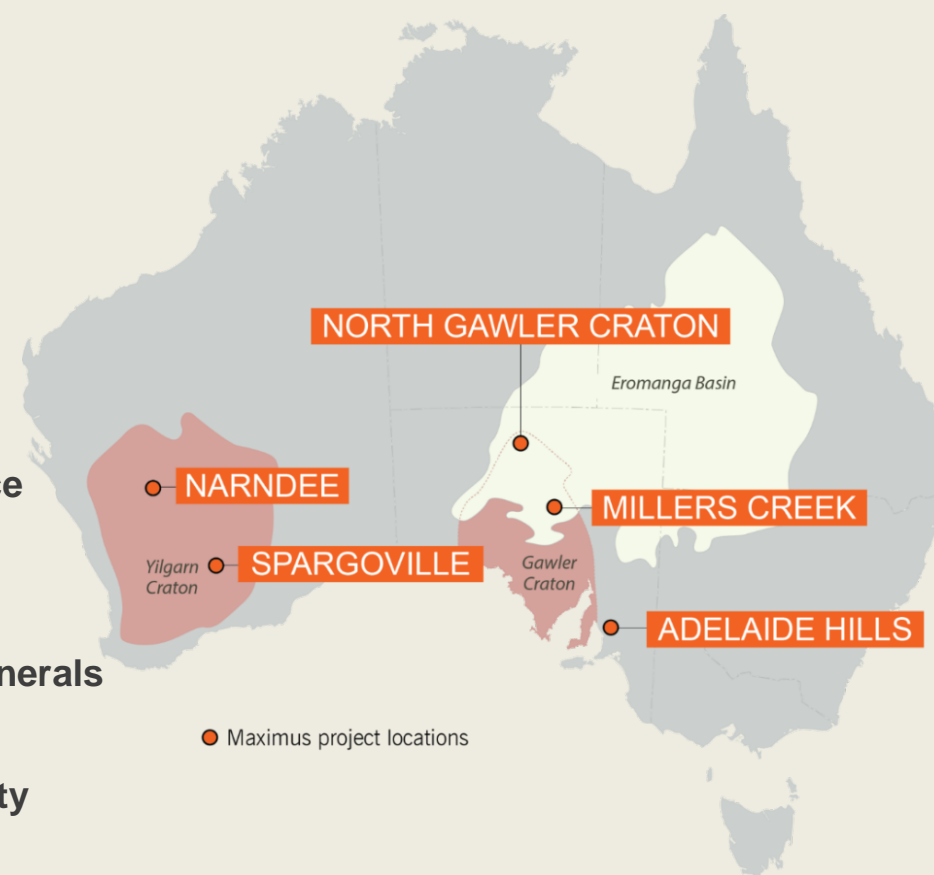 NORTH GAWLER CRATON
Eromanga Basin
NARNDEE
MILLERS CREEK
Yilgarn
Craton
SPARGOVILLE
Gawler
Craton
ADELAIDE HILLS
Maximus project locations